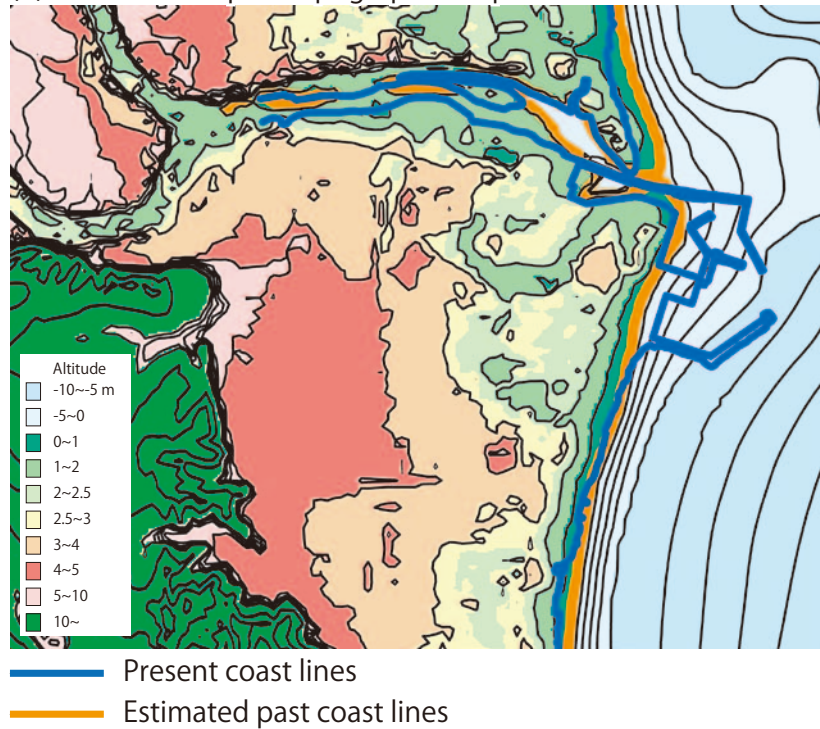 Altitude
-10~-5 m
-5~0
0~1
1~2
2~2.5
2.5~3
3~4
4~5
5~10
10~
Present coast lines
Estimated past coast lines